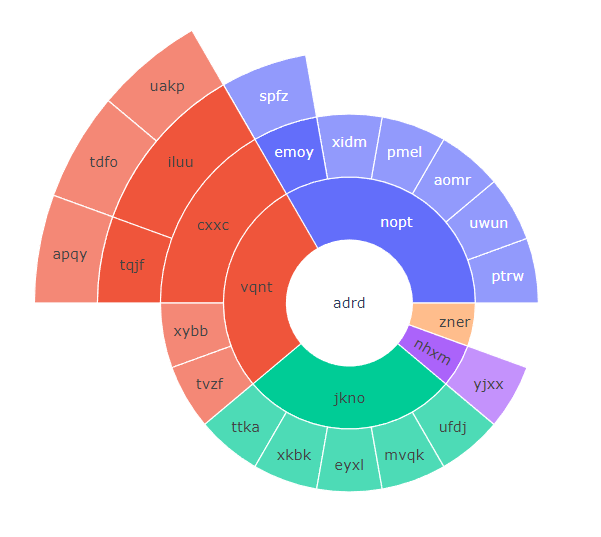 uakp
spfz
tdfo
iluu
emoy
xidm
pmel
aomr
cxxc
nopt
uwun
apqy
tqjf
vqnt
adrd
ptrw
xybb
zner
nhxm
tvzf
jkno
yjxx
ttka
xkbk
eyxl
mvqk
ufdj